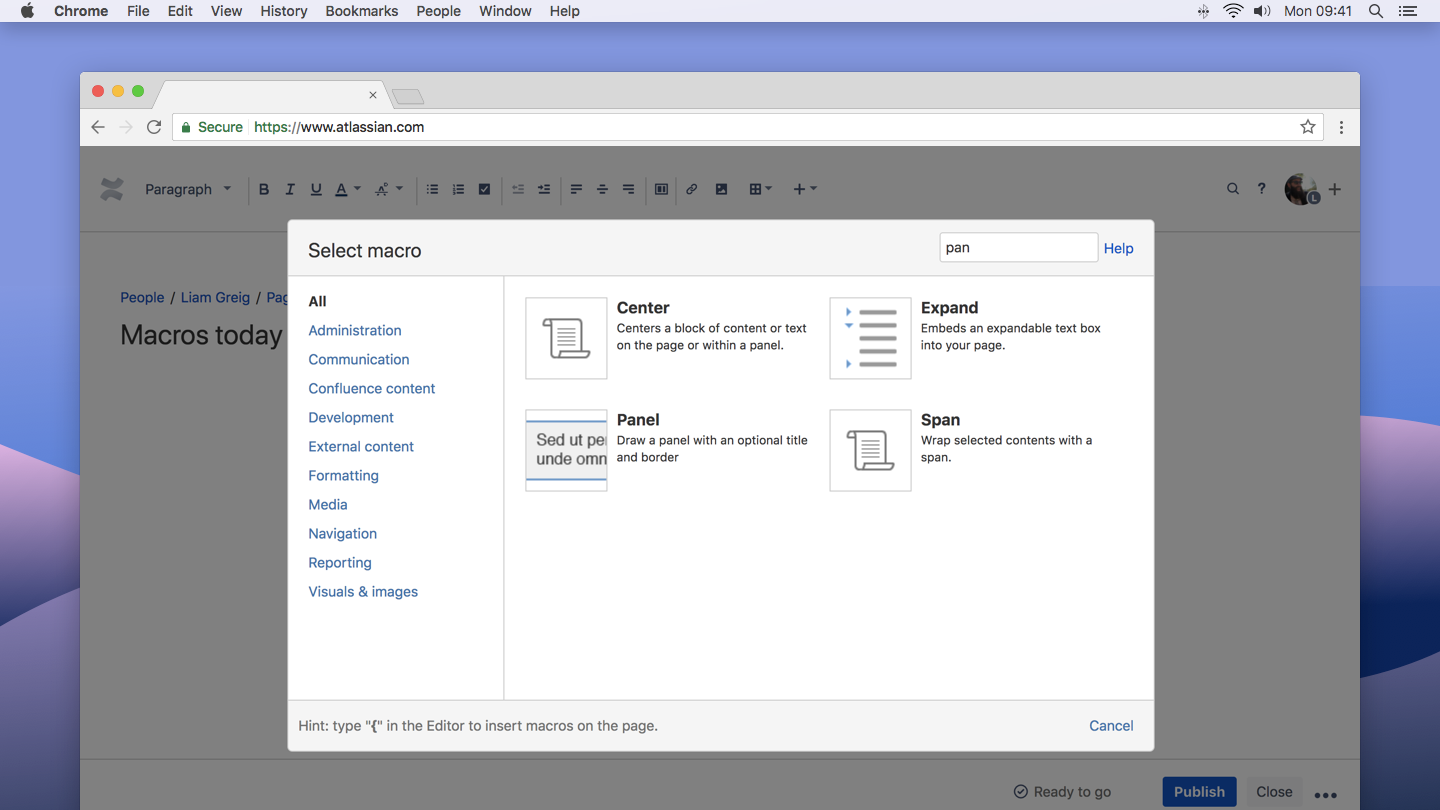 Chrome File Edit View History Bookmarks People Window Help Mon 09:41
Secure https://www.atlassian.com
Paragraph B I U A ? L
Select macro pan Help
People / Liam Greig /
Macros today
All
Administration
Communication
Confluence content
Development
External content
Formatting
Media
Navigation
Reporting
Visuals & images
Center
Centers a block of content or text
on the page or within a panel.
Expand
Embeds an expandable text box
into your page.
Sed ut
unde
Panel
Draw a panel with an optional title
and border
Span
Wrap selected contents with a
span.
Hint: type "{" in the Editor to insert macros on the page. Cancel
Ready to go Publish Close